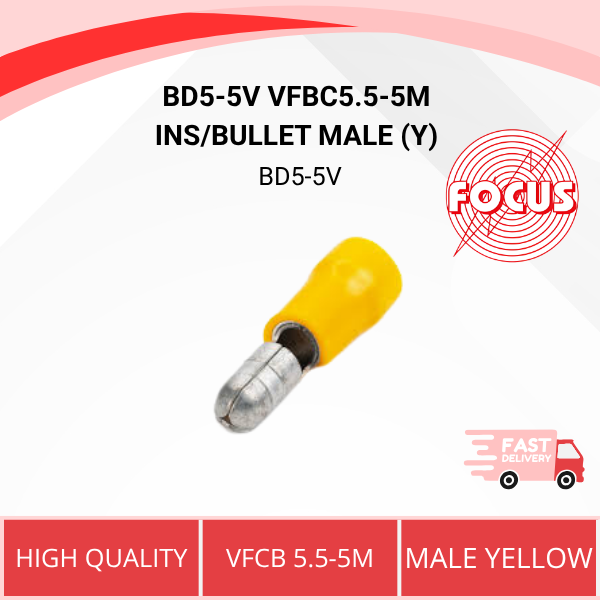 BD5-5V VFBC5.5-5M
INS/BULLET MALE (Y)
BD5-5V
FOCUS
FAST
DELIVERY
HIGH QUALITY
VFCB 5.5-5M
MALE YELLOW